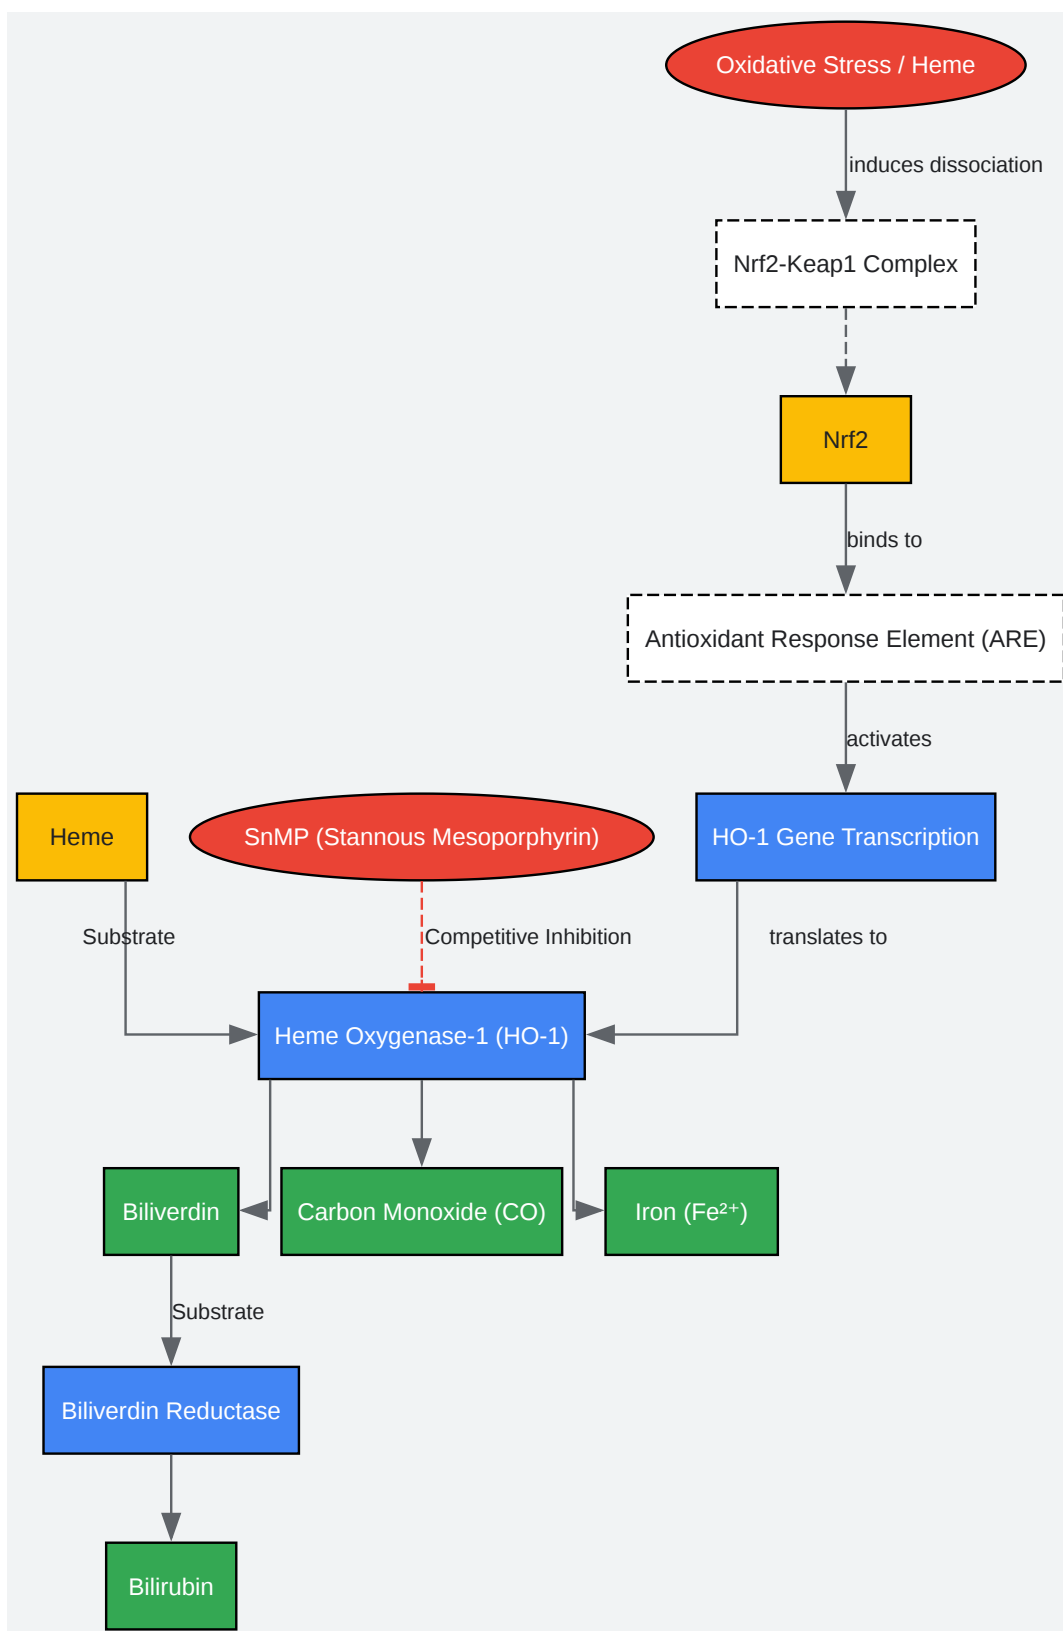 Oxidative Stress / Heme
induces dissociation
Nrf2-Keap1 Complex
Nrf2
binds to
Antioxidant Response Element (ARE)
activates
Heme
SnMP (Stannous Mesoporphyrin)
HO-1 Gene Transcription
Substrate
Competitive Inhibition
translates to
Heme Oxygenase-1 (HO-1)
Biliverdin
Carbon Monoxide (CO)
Iron (Fe²⁺)
Substrate
Biliverdin Reductase
Bilirubin